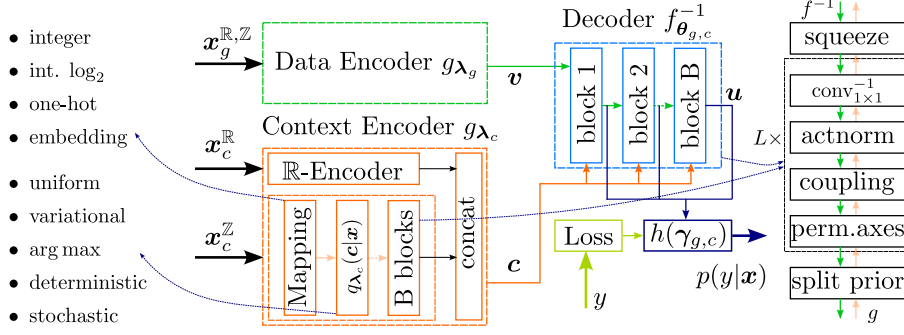 • integer
• int. log₂
• one-hot
• embedding
• uniform
• variational
• arg max
• deterministic
• stochastic
x_g^{ℝ,ℤ}
x_c^ℝ
x_c^ℤ
Data Encoder g_{λ_g}
v
Context Encoder g_{λ_c}
ℝ-Encoder
Mapping
q_{λ_c}(c|x)
B blocks
concat
c
Decoder f^{-1}_{θ_{g,c}}
block 1
block 2
block B
u
Loss
h(γ_{g,c})
y
p(y|x)
f^{-1}
squeeze
L×
conv^{-1}_{1×1}
actnorm
coupling
perm.axes
split prior
g